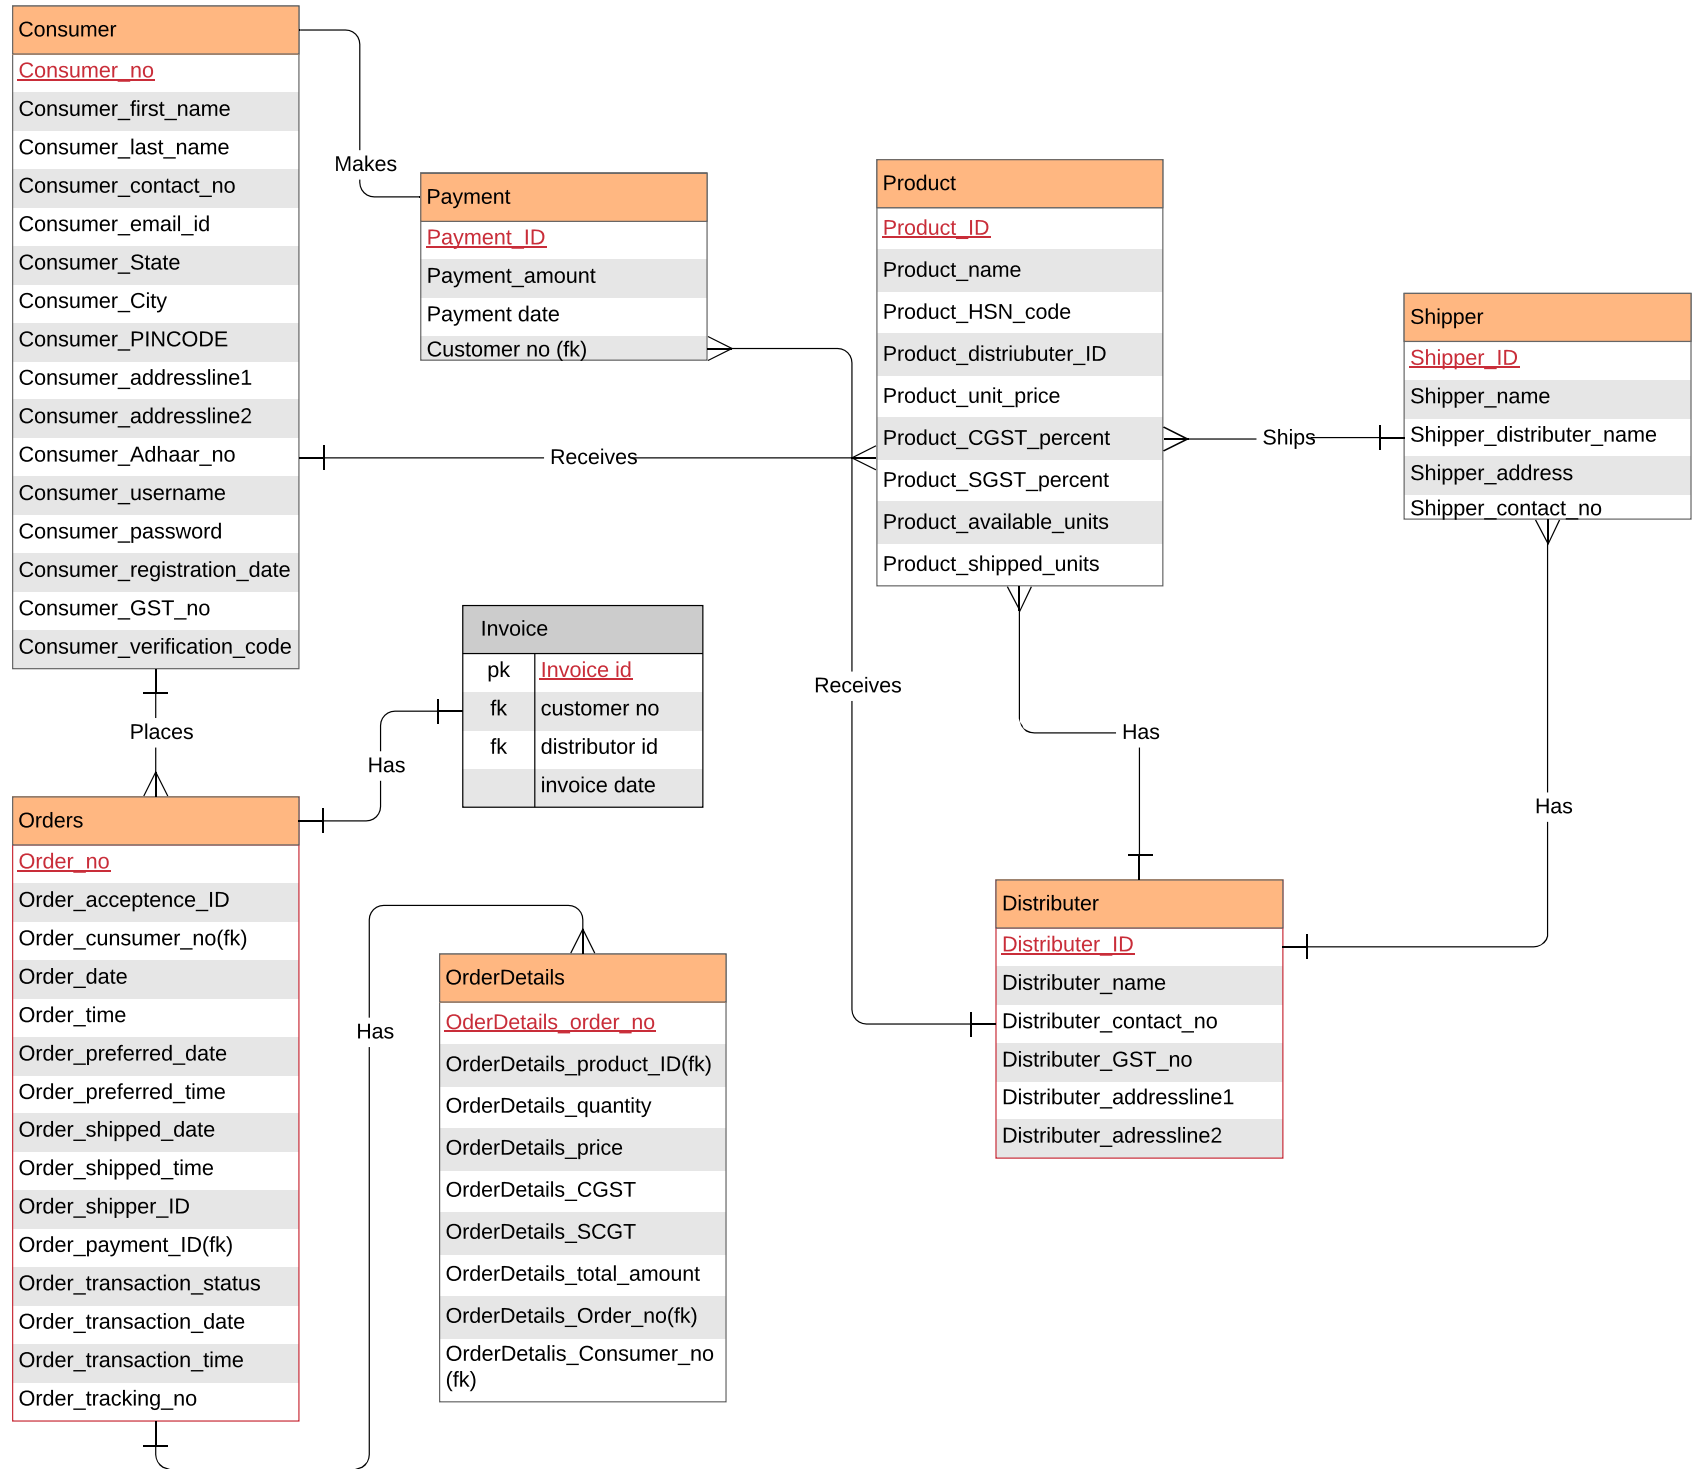 Consumer
Consumer_no
Consumer_first_name
Consumer_last_name
Consumer_contact_no
Consumer_email_id
Consumer_State
Consumer_City
Consumer_PINCODE
Consumer_addressline1
Consumer_addressline2
Consumer_Adhaar_no
Consumer_username
Consumer_password
Consumer_registration_date
Consumer_GST_no
Consumer_verification_code
Makes
Payment
Payment_ID
Payment_amount
Payment date
Customer no (fk)
Receives
Product
Product_ID
Product_name
Product_HSN_code
Product_distriubuter_ID
Product_unit_price
Product_CGST_percent
Product_SGST_percent
Product_available_units
Product_shipped_units
Ships
Shipper
Shipper_ID
Shipper_name
Shipper_distributer_name
Shipper_address
Shipper_contact_no
Places
Has
Invoice
pk Invoice id
fk customer no
fk distributor id
invoice date
Receives
Has
Has
Orders
Order_no
Order_acceptence_ID
Order_cunsumer_no(fk)
Order_date
Order_time
Order_preferred_date
Order_preferred_time
Order_shipped_date
Order_shipped_time
Order_shipper_ID
Order_payment_ID(fk)
Order_transaction_status
Order_transaction_date
Order_transaction_time
Order_tracking_no
Has
OrderDetails
OderDetails_order_no
OrderDetails_product_ID(fk)
OrderDetails_quantity
OrderDetails_price
OrderDetails_CGST
OrderDetails_SCGT
OrderDetails_total_amount
OrderDetails_Order_no(fk)
OrderDetalis_Consumer_no
(fk)
Distributer
Distributer_ID
Distributer_name
Distributer_contact_no
Distributer_GST_no
Distributer_addressline1
Distributer_adressline2